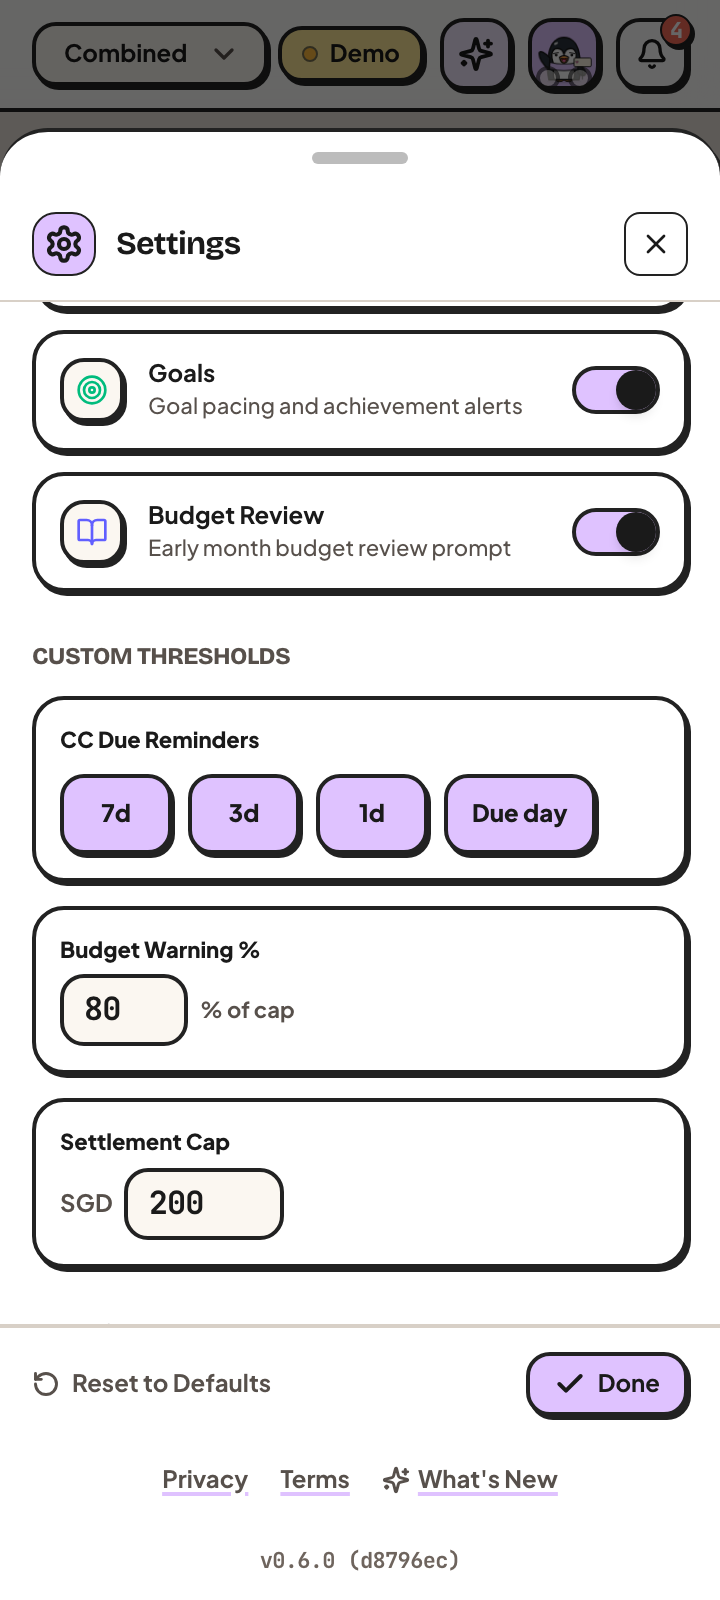 Combined
Demo
4
Settings
Goals
Goal pacing and achievement alerts
Budget Review
Early month budget review prompt
CUSTOM THRESHOLDS
CC Due Reminders
7d 3d 1d Due day
Budget Warning %
80 % of cap
Settlement Cap
SGD 200
Reset to Defaults
Done
Privacy Terms What's New
v0.6.0 (d8796ec)